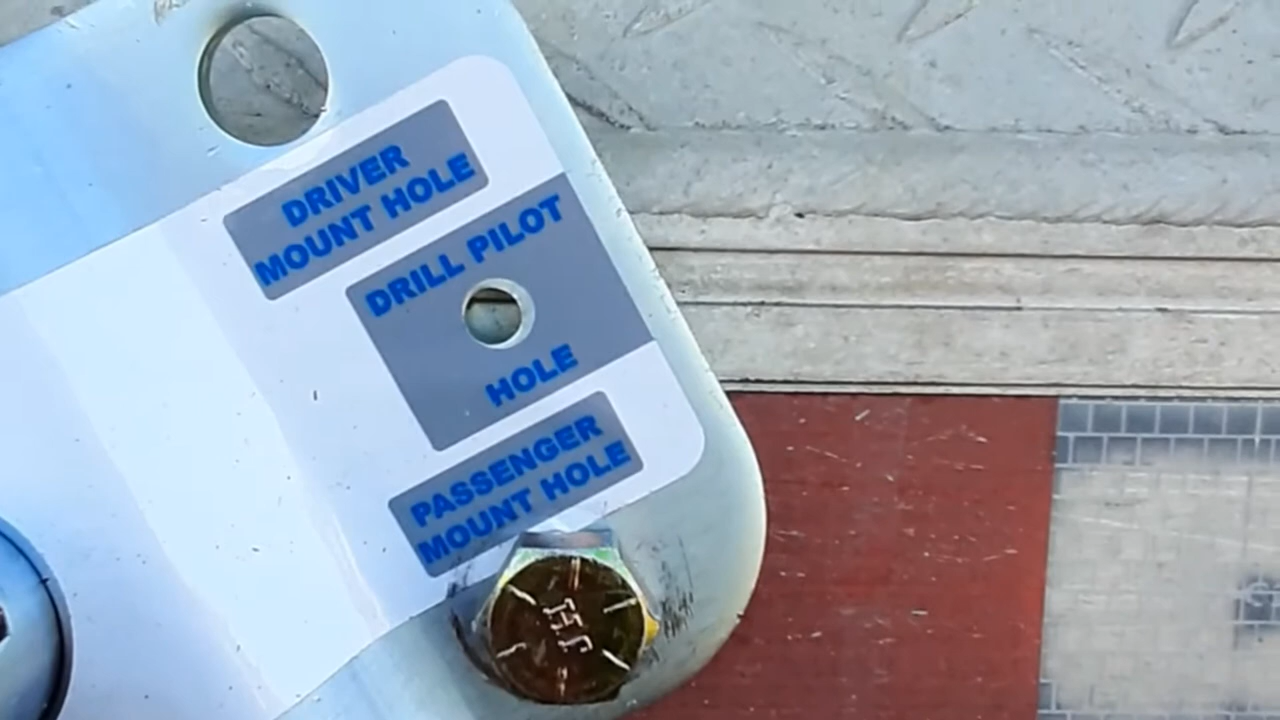 DRIVER
MOUNT HOLE
DRILL PILOT
HOLE
PASSENGER
MOUNT HOLE